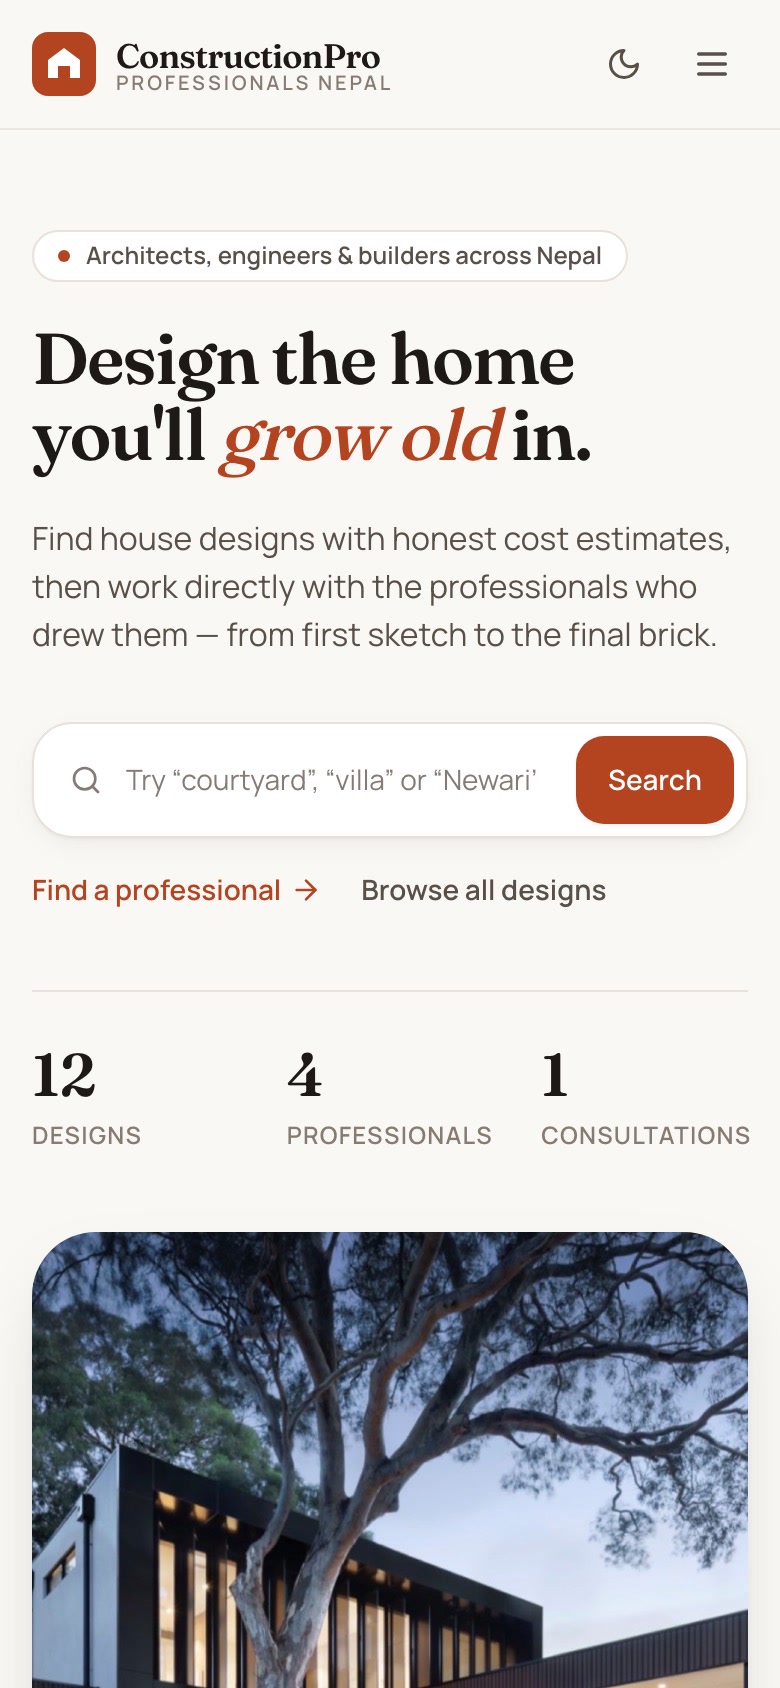 ConstructionPro
PROFESSIONALS NEPAL
Architects, engineers & builders across Nepal
Design the home
you'll grow old in.
Find house designs with honest cost estimates,
then work directly with the professionals who
drew them — from first sketch to the final brick.
Try “courtyard”, “villa” or “Newari’
Search
Find a professional →
Browse all designs
12
DESIGNS
4
PROFESSIONALS
1
CONSULTATIONS